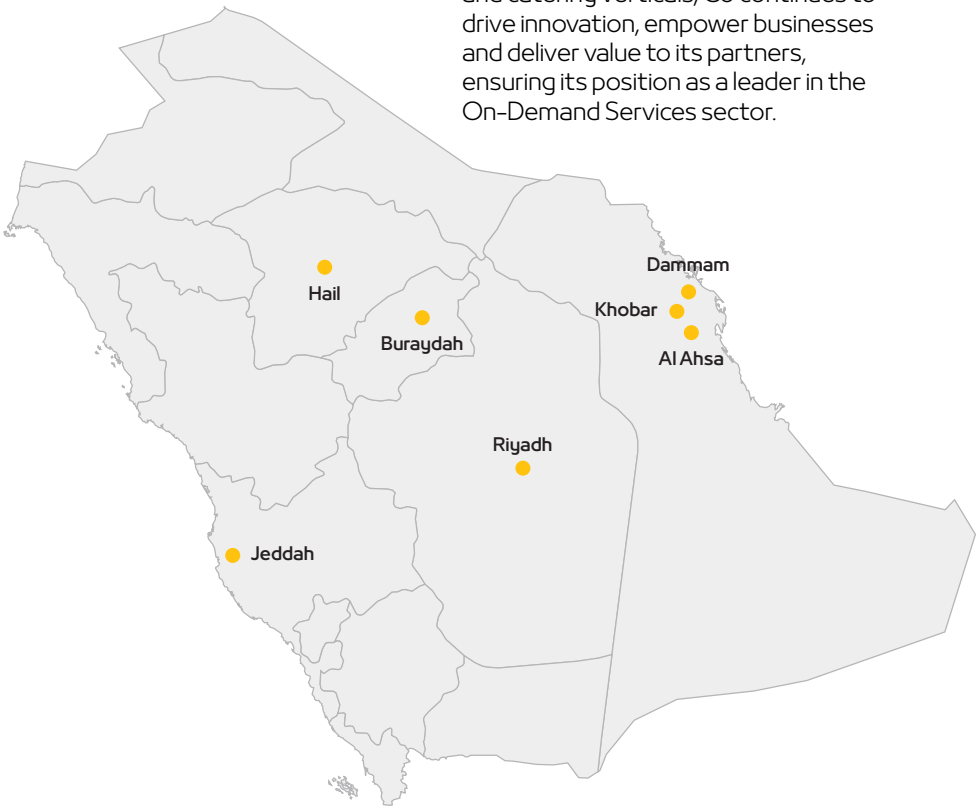 drive innovation, empower businesses
and deliver value to its partners,
ensuring its position as a leader in the
On-Demand Services sector.
Dammam
Hail
Khobar
Buraydah
Al Ahsa
Riyadh
Jeddah